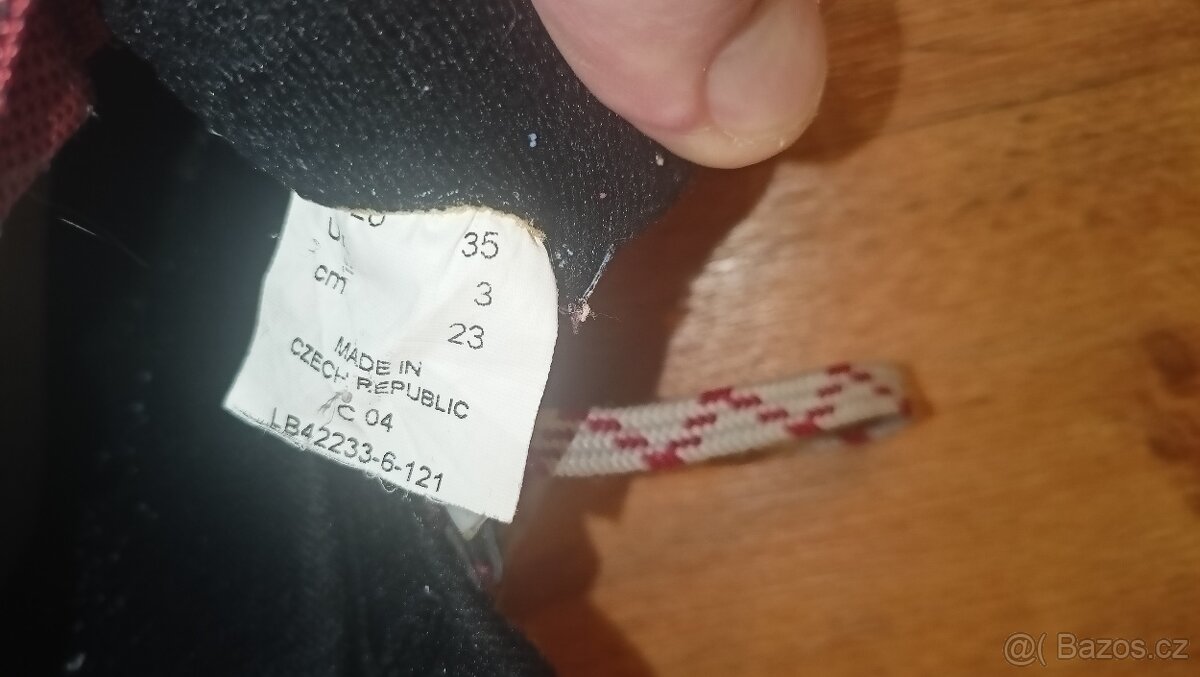 35
cm 3
23
MADE IN
CZECH REPUBLIC
C 04
LB42233-6-121
@( Bazos.cz